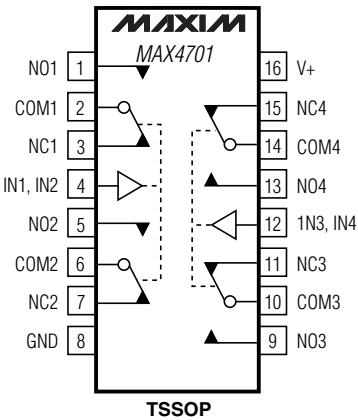 MAXIM
MAX4701
NO1 1
COM1 2
NC1 3
IN1, IN2 4
NO2 5
COM2 6
NC2 7
GND 8
16 V+
15 NC4
14 COM4
13 NO4
12 1N3, IN4
11 NC3
10 COM3
9 NO3
TSSOP